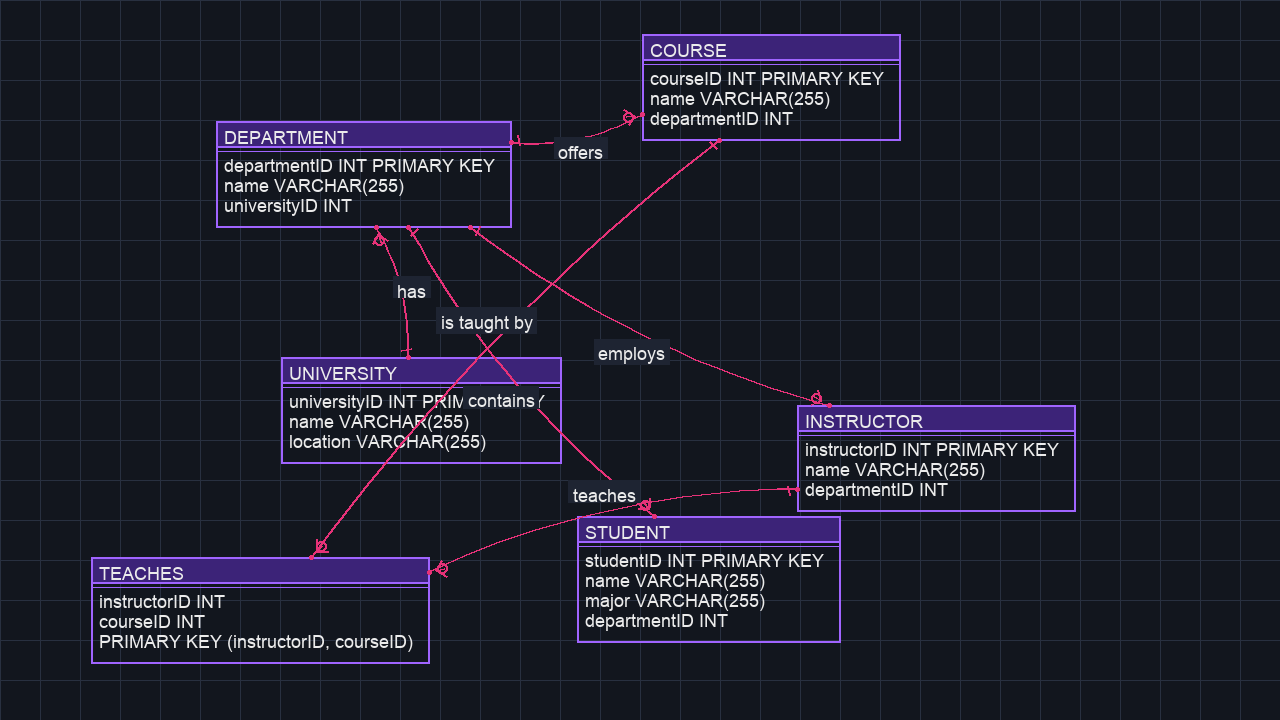 COURSE
courseID INT PRIMARY KEY
name VARCHAR(255)
departmentID INT
DEPARTMENT
departmentID INT PRIMARY KEY
name VARCHAR(255)
universityID INT
offers
has
is taught by
employs
UNIVERSITY
universityID INT
name VARCHAR(255)
location VARCHAR(255)
contains
INSTRUCTOR
instructorID INT PRIMARY KEY
name VARCHAR(255)
departmentID INT
teaches
STUDENT
studentID INT PRIMARY KEY
name VARCHAR(255)
major VARCHAR(255)
departmentID INT
TEACHES
instructorID INT
courseID INT
PRIMARY KEY (instructorID, courseID)